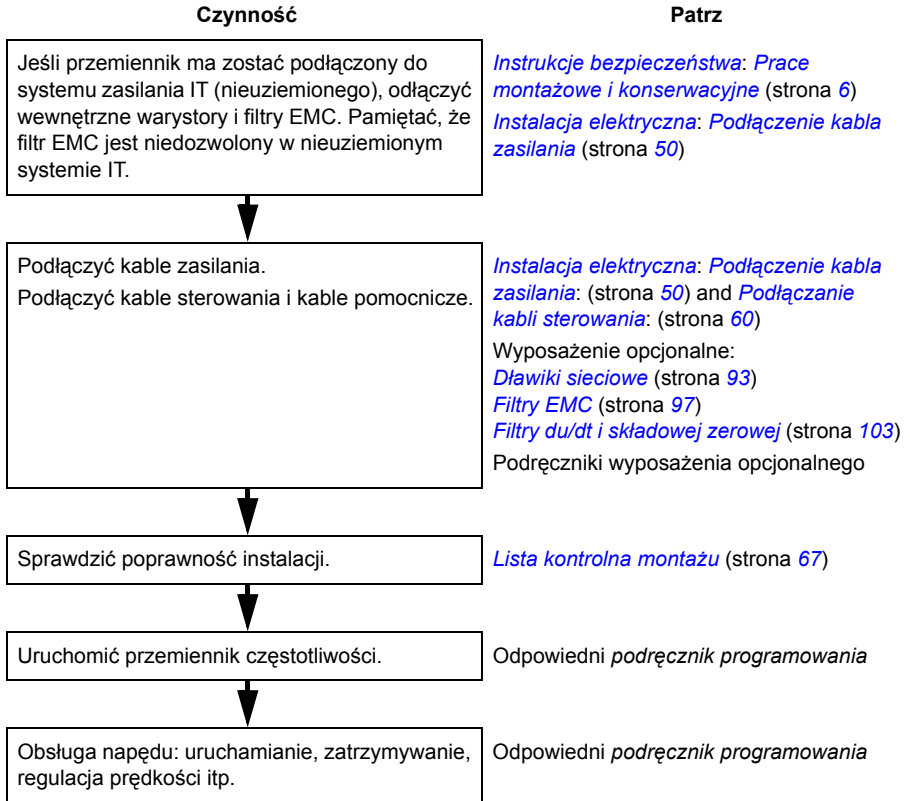 Czynność
Patrz
Jeśli przemiennik ma zostać podłączony do
systemu zasilania IT (nieuziemionego), odłączyć
wewnętrzne warystory i filtry EMC. Pamiętać, że
filtr EMC jest niedozwolony w nieuziemionym
systemie IT.
Instrukcje bezpieczeństwa: Prace
montażowe i konserwacyjne (strona 6)
Instalacja elektryczna: Podłączenie kabla
zasilania (strona 50)
Podłączyć kable zasilania.
Podłączyć kable sterowania i kable pomocnicze.
Instalacja elektryczna: Podłączenie kabla
zasilania: (strona 50) and Podłączanie
kabli sterowania: (strona 60)
Wyposażenie opcjonalne:
Dławiki sieciowe (strona 93)
Filtry EMC (strona 97)
Filtry du/dt i składowej zerowej (strona 103)
Podręczniki wyposażenia opcjonalnego
Sprawdzić poprawność instalacji.
Lista kontrolna montażu (strona 67)
Uruchomić przemiennik częstotliwości.
Odpowiedni podręcznik programowania
Obsługa napędu: uruchamianie, zatrzymywanie,
regulacja prędkości itp.
Odpowiedni podręcznik programowania